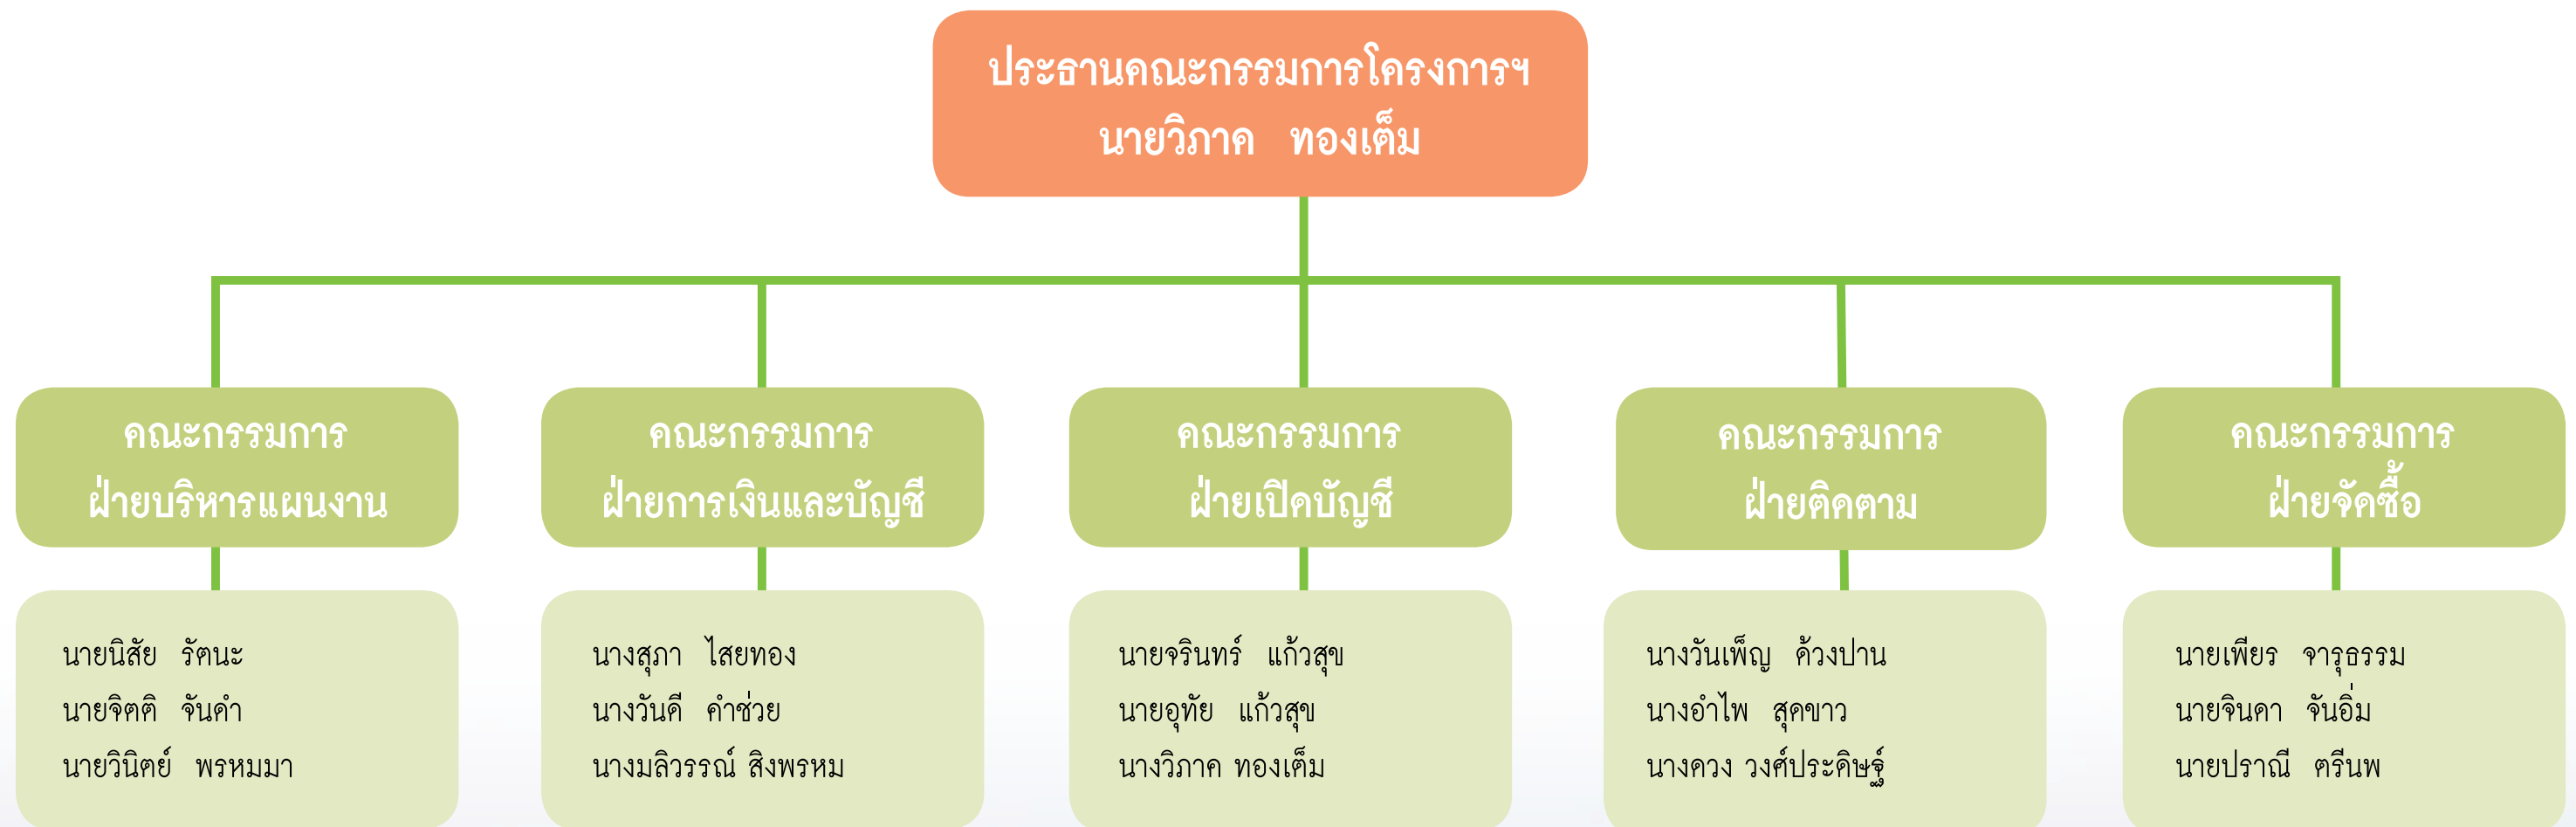 ประธานคณะกรรมการโครงการฯ
นายวิภาค ทองเต็ม
คณะกรรมการ
ฝ่ายบริหารแผนงาน
คณะกรรมการ
ฝ่ายการเงินและบัญชี
คณะกรรมการ
ฝ่ายเปิดบัญชี
คณะกรรมการ
ฝ่ายติดตาม
คณะกรรมการ
ฝ่ายจัดซื้อ
นายนิสัย รัตนะ
นายจิตติ จันดำ
นายวินิตย์ พรหมมา
นางสุภา ไสยทอง
นางวันดี คำช่วย
นางมลิวรรณ์ สิงพรหม
นายจรินทร์ แก้วสุข
นายอุทัย แก้วสุข
นางวิภาค ทองเต็ม
นางวันเพ็ญ ด้วงปาน
นางอำไพ สุดขาว
นางดวง วงศ์ประดิษฐ์
นายเพียร จารุธรรม
นายจินดา จันอิ่ม
นายปราณี ตรีนพ